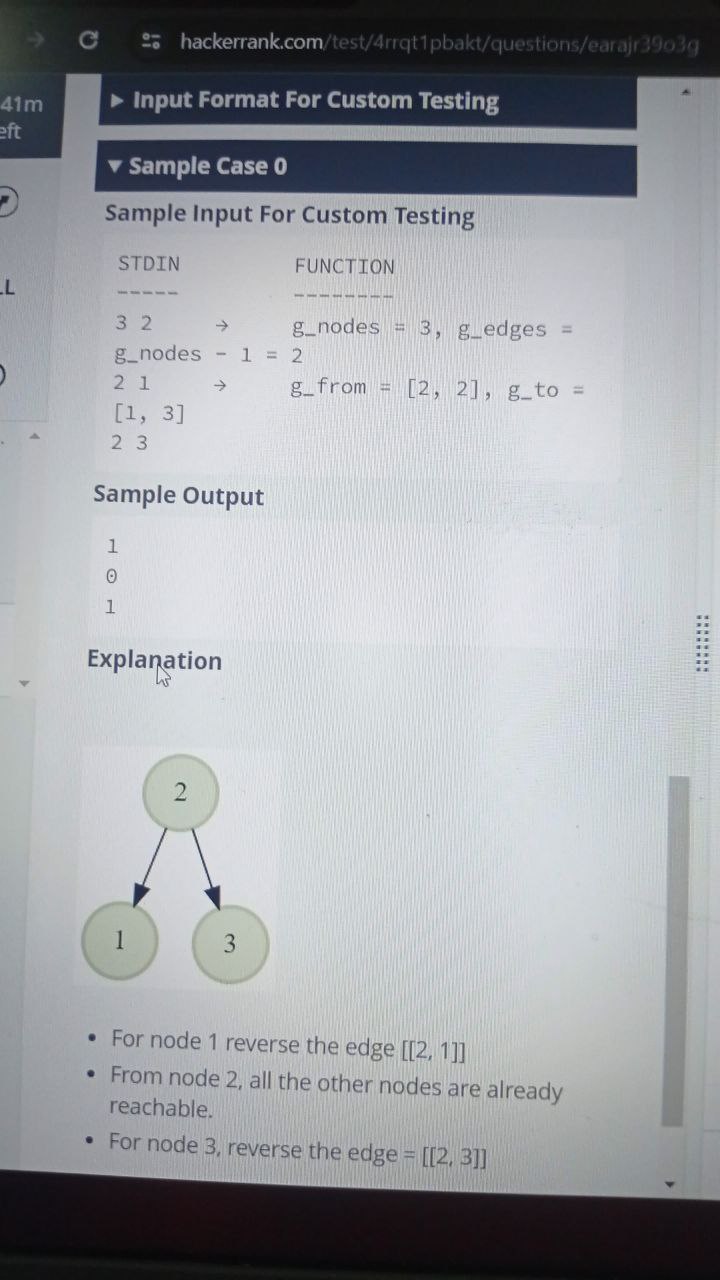 hackerrank.com/test/4rrqt1pbakt/questions/earajr39o3g
41m
eft
Input Format For Custom Testing
Sample Case 0
Sample Input For Custom Testing
STDIN FUNCTION
----- --------
3 2 → g_nodes = 3, g_edges =
g_nodes - 1 = 2
2 1 → g_from = [2, 2], g_to =
[1, 3]
2 3
Sample Output
1
0
1
Explanation
2
1 3
• For node 1 reverse the edge [[2, 1]]
• From node 2, all the other nodes are already
reachable.
• For node 3, reverse the edge = [[2, 3]]